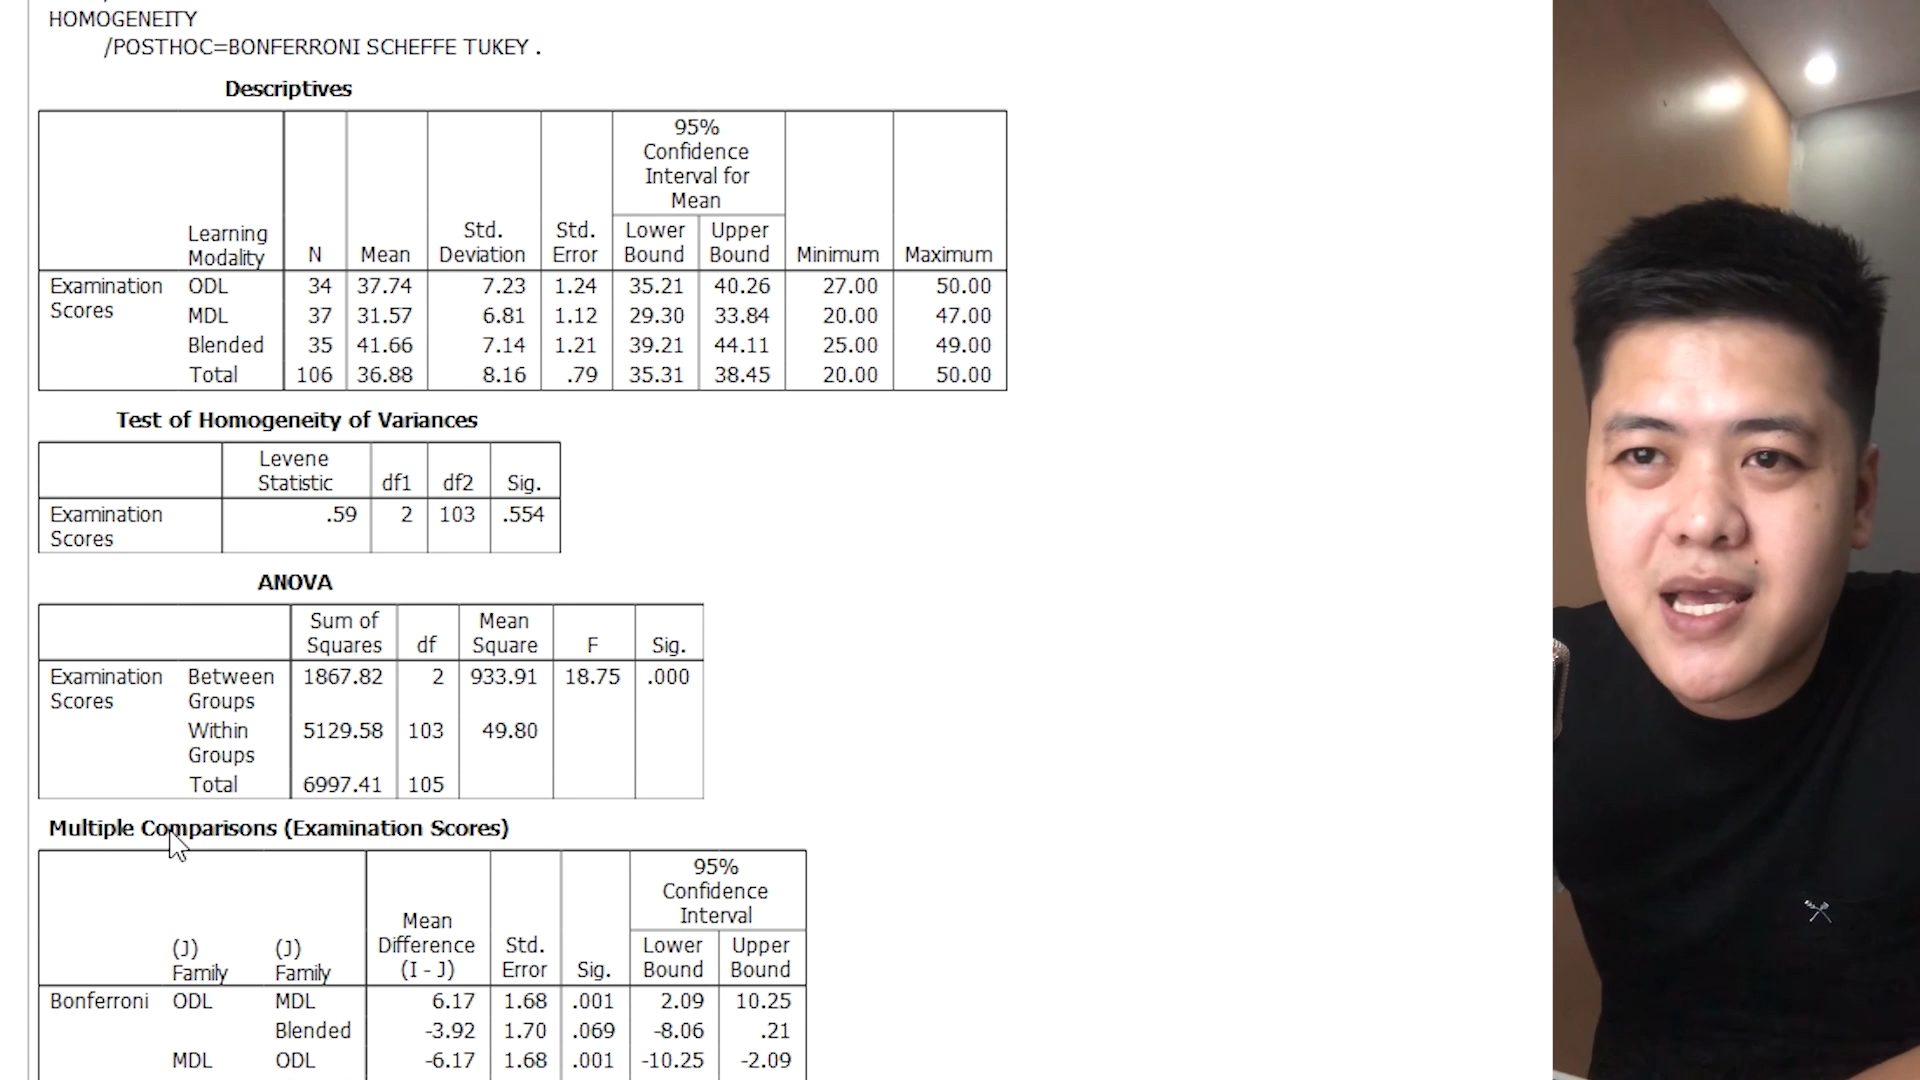 HOMOGENEITY
/POSTHOC=BONFERRONI SCHEFFE TUKEY .
Descriptives
Learning Modality N Mean Std. Deviation Std. Error 95% Confidence Interval for Mean Lower Bound Upper Bound Minimum Maximum
Examination Scores ODL 34 37.74 7.23 1.24 35.21 40.26 27.00 50.00
MDL 37 31.57 6.81 1.12 29.30 33.84 20.00 47.00
Blended 35 41.66 7.14 1.21 39.21 44.11 25.00 49.00
Total 106 36.88 8.16 .79 35.31 38.45 20.00 50.00
Test of Homogeneity of Variances
Levene Statistic df1 df2 Sig.
Examination Scores .59 2 103 .554
ANOVA
Sum of Squares df Mean Square F Sig.
Examination Scores Between Groups 1867.82 2 933.91 18.75 .000
Within Groups 5129.58 103 49.80
Total 6997.41 105
Multiple Comparisons (Examination Scores)
(J) Family (J) Family Mean Difference (I - J) Std. Error Sig. 95% Confidence Interval Lower Bound Upper Bound
Bonferroni ODL MDL 6.17 1.68 .001 2.09 10.25
Blended -3.92 1.70 .069 -8.06 .21
MDL ODL -6.17 1.68 .001 -10.25 -2.09